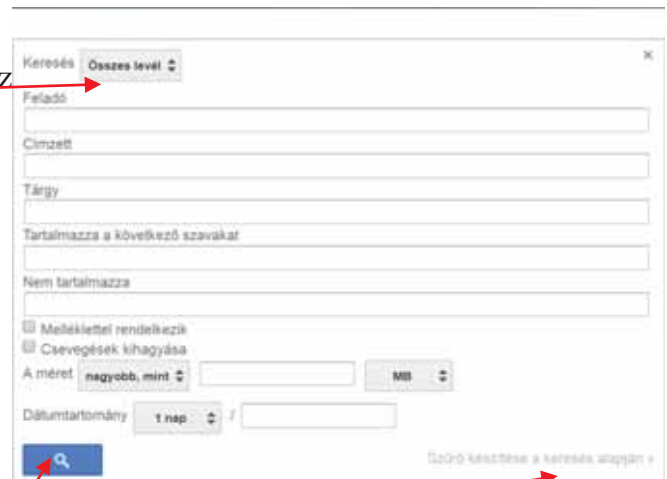 Keresés Összes levél
×
z
Feladó
Címzett
Tárgy
Tartalmazza a következő szavakat
Nem tartalmazza
Melléklettel rendelkezik
Csevegések kihagyása
A méret nagyobb, mint MB
Dátumtartomány 1 nap /
Szűrő készítése a keresés alapján »